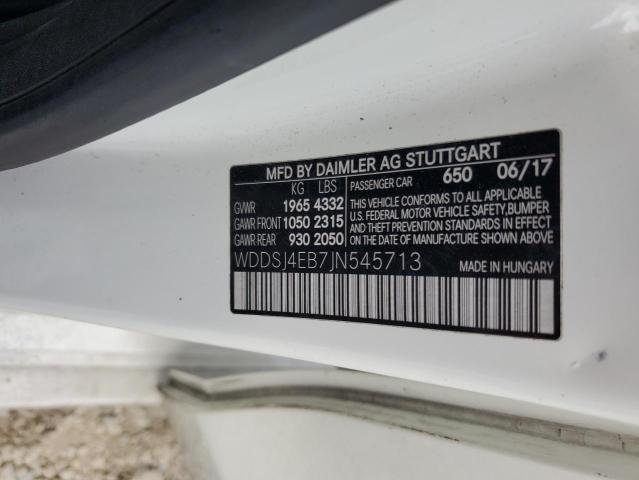 MFD BY DAIMLER AG STUTTGART
KG LBS PASSENGER CAR 650 06/17
GVWR 1965 4332
GAWR FRONT 1050 2315
GAWR REAR 930 2050
THIS VEHICLE CONFORMS TO ALL APPLICABLE
U.S. FEDERAL MOTOR VEHICLE SAFETY,BUMPER
AND THEFT PREVENTION STANDARDS IN EFFECT
ON THE DATE OF MANUFACTURE SHOWN ABOVE.
WDDSJ4EB7JN545713 MADE IN HUNGARY